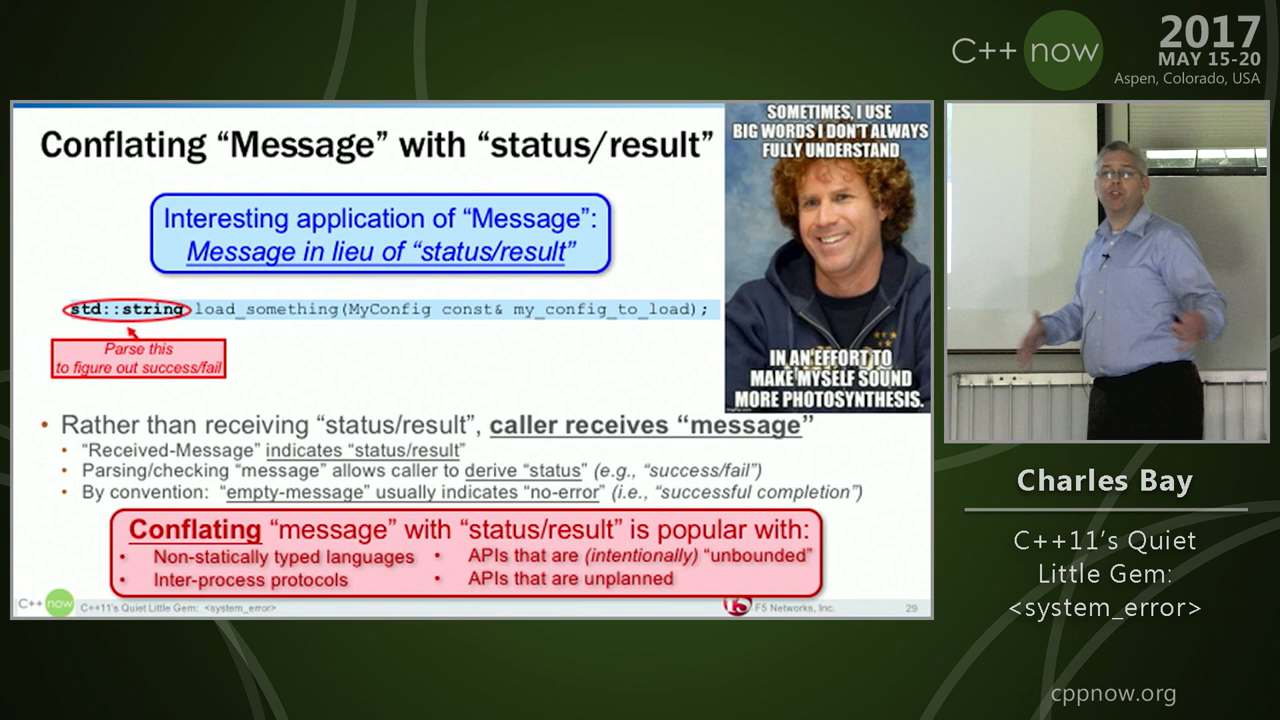 C++ now
2017
MAY 15-20
Aspen, Colorado, USA
Conflating “Message” with “status/result”
Interesting application of “Message”:
Message in lieu of “status/result”
std::string load_something(MyConfig const& my_config_to_load);
Parse this
to figure out success/fail
SOMETIMES, I USE
BIG WORDS I DON'T ALWAYS
FULLY UNDERSTAND
IN AN EFFORT TO
MAKE MYSELF SOUND
MORE PHOTOSYNTHESIS.
• Rather than receiving “status/result”, caller receives “message”
• “Received-Message” indicates “status/result”
• Parsing/checking “message” allows caller to derive “status” (e.g., “success/fail”)
• By convention: “empty-message” usually indicates “no-error” (i.e., “successful completion”)
Conflating “message” with “status/result” is popular with:
• Non-statically typed languages
• Inter-process protocols
• APIs that are (intentionally) “unbounded”
• APIs that are unplanned
C++ now
C++11's Quiet Little Gem: <system_error>
F5 Networks, Inc.
29
Charles Bay
C++11’s Quiet
Little Gem:
<system_error>
cppnow.org